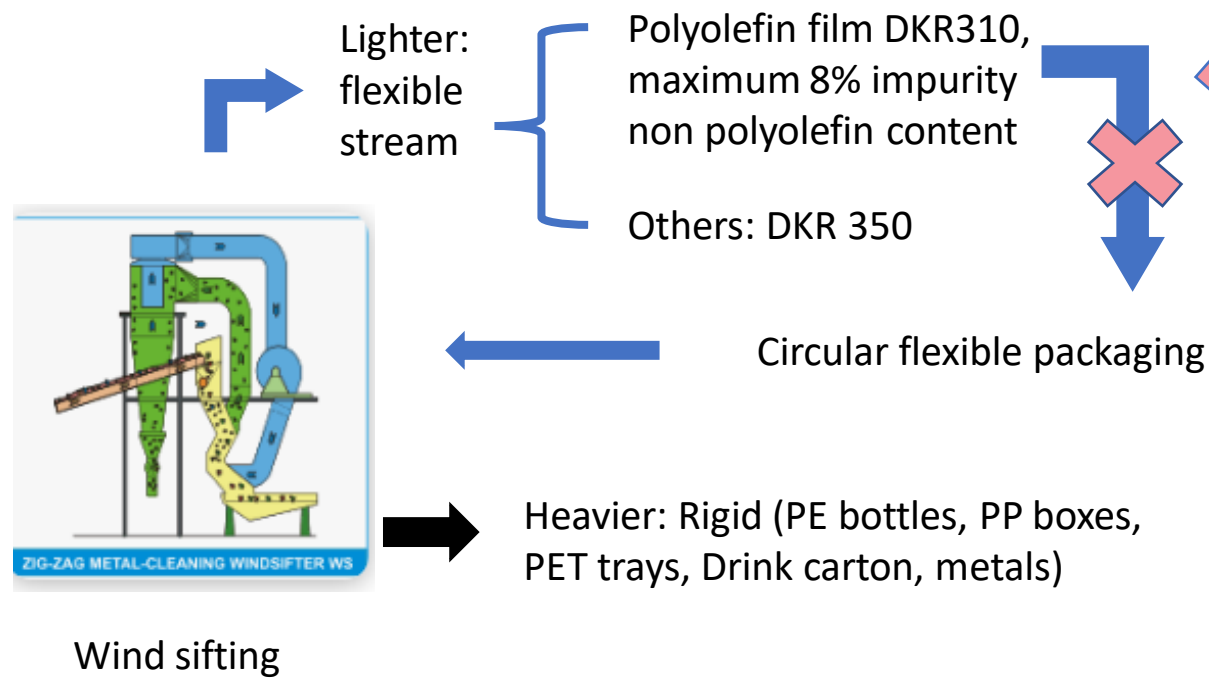 Lighter:
flexible
stream
Polyolefin film DKR310,
maximum 8% impurity
non polyolefin content
Others: DKR 350
Circular flexible packaging
ZIG-ZAG METAL-CLEANING WINDSIFTER WS
Heavier: Rigid (PE bottles, PP boxes,
PET trays, Drink carton, metals)
Wind sifting